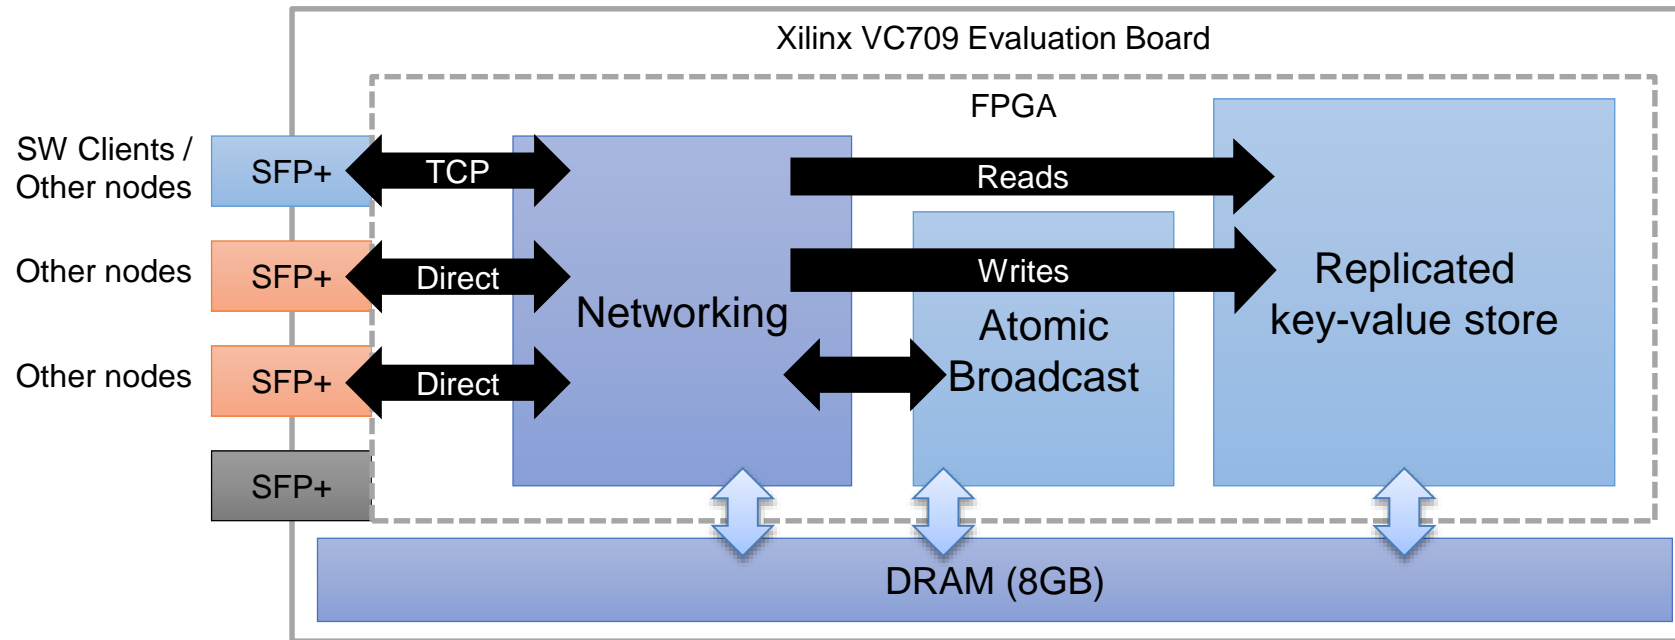 Xilinx VC709 Evaluation Board
FPGA
SW Clients /
Other nodes
SFP+
TCP
Reads
Other nodes
SFP+
Direct
Writes
Networking
Atomic
Broadcast
Replicated
key-value store
Other nodes
SFP+
Direct
SFP+
DRAM (8GB)